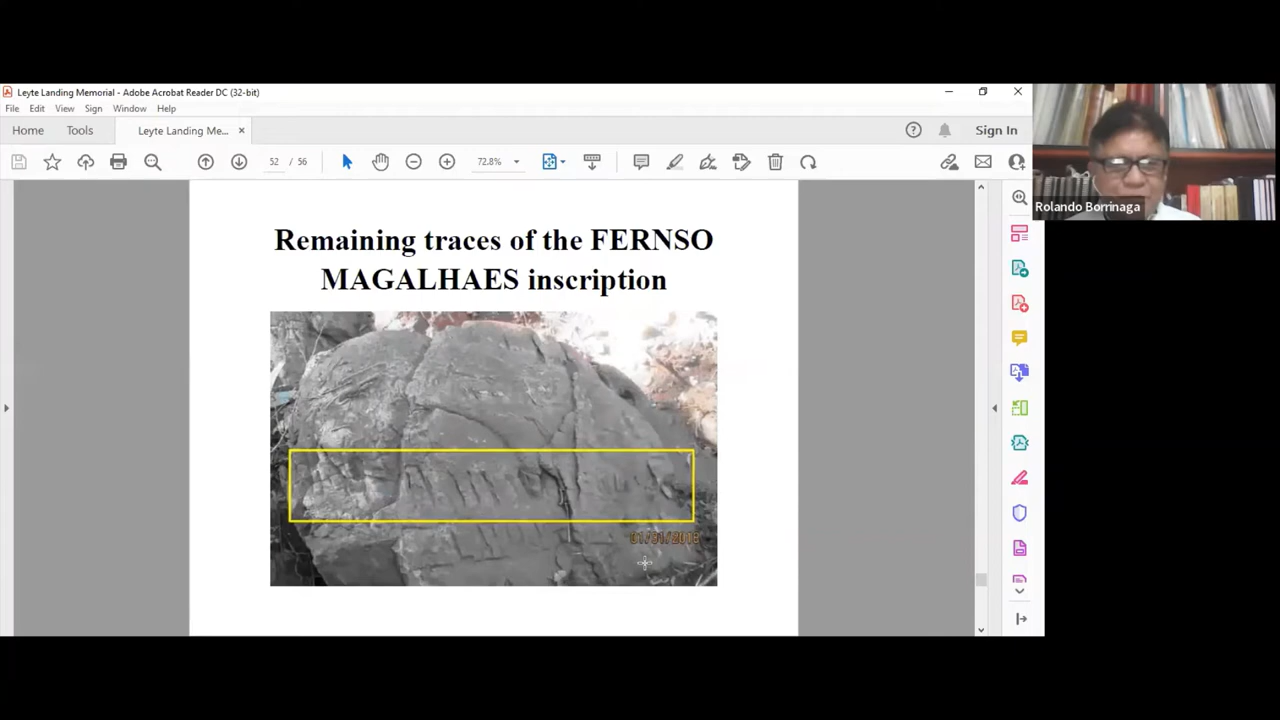 Leyte Landing Memorial - Adobe Acrobat Reader DC (32-bit)
File Edit View Sign Window Help
Home Tools Leyte Landing Me... Sign In
52 / 56 72.8%
Remaining traces of the FERNSO
MAGALHAES inscription
Rolando Borrinaga